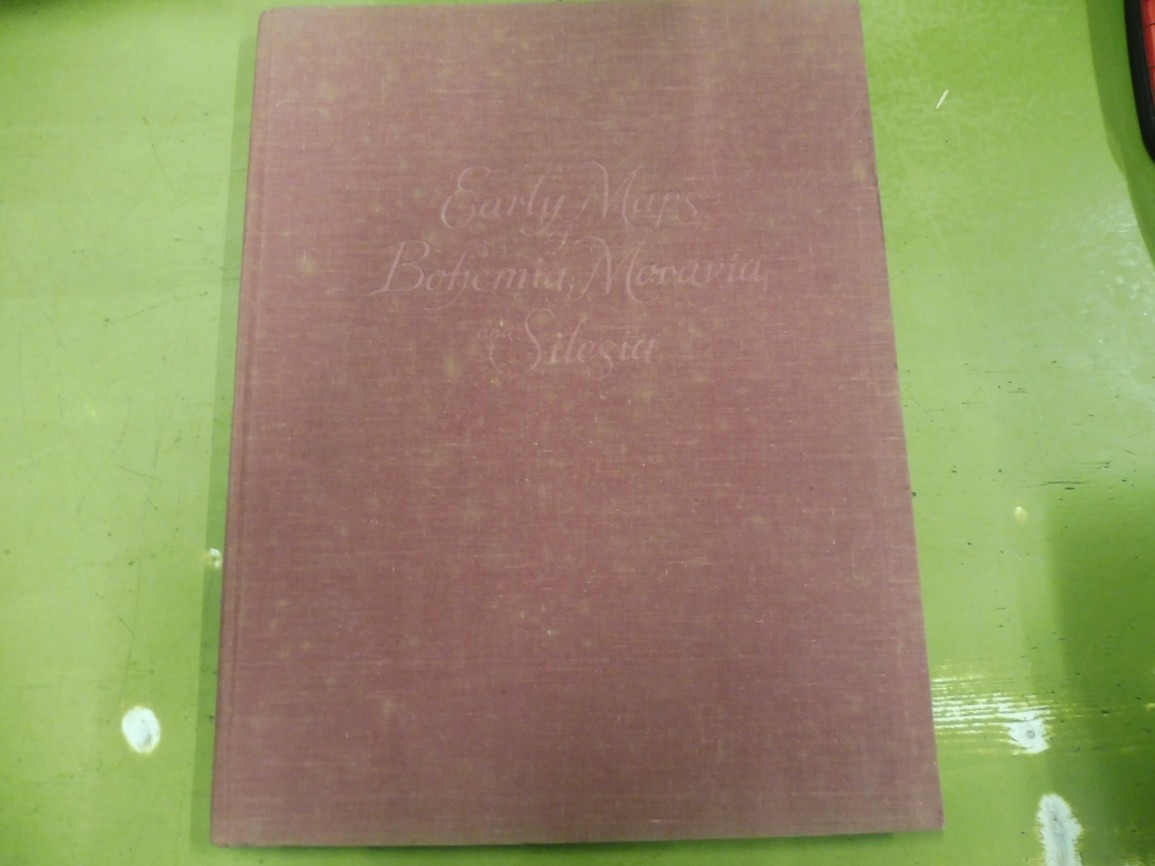 Early Maps
of
Bohemia, Moravia,
and Silesia